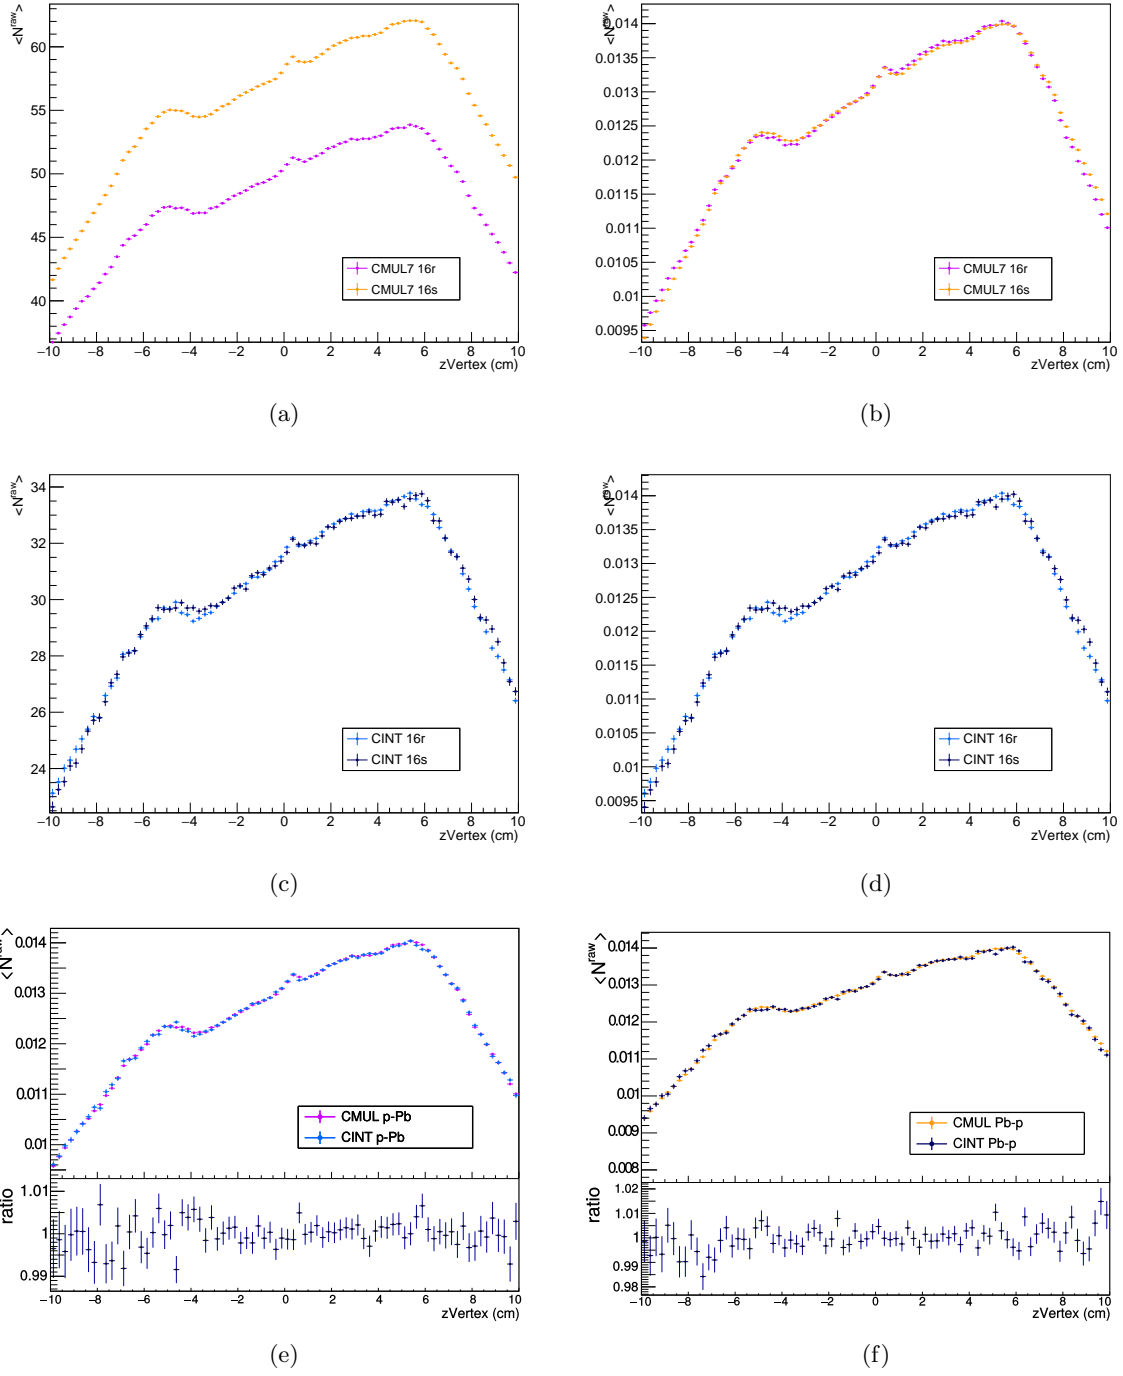 <N^raw>
60
55
50
45
40
CMUL7 16r
CMUL7 16s
−10 −8 −6 −4 −2 0 2 4 6 8 10
zVertex (cm)
(a)
<N^raw>
0.014
0.0135
0.013
0.0125
0.012
0.0115
0.011
0.0105
0.01
0.0095
CMUL7 16r
CMUL7 16s
−10 −8 −6 −4 −2 0 2 4 6 8 10
zVertex (cm)
(b)
<N^raw>
34
32
30
28
26
24
CINT 16r
CINT 16s
−10 −8 −6 −4 −2 0 2 4 6 8 10
zVertex (cm)
(c)
<N^raw>
0.014
0.0135
0.013
0.0125
0.012
0.0115
0.011
0.0105
0.01
0.0095
CINT 16r
CINT 16s
−10 −8 −6 −4 −2 0 2 4 6 8 10
zVertex (cm)
(d)
<N^raw>
0.014
0.013
0.012
0.011
0.01
CMUL p-Pb
CINT p-Pb
ratio
1.01
1
0.99
−10 −8 −6 −4 −2 0 2 4 6 8 10
zVertex (cm)
(e)
<N^raw>
0.014
0.013
0.012
0.011
0.01
0.009
0.008
CMUL Pb-p
CINT Pb-p
ratio
1.02
1.01
1
0.99
0.98
−10 −8 −6 −4 −2 0 2 4 6 8 10
zVertex (cm)
(f)